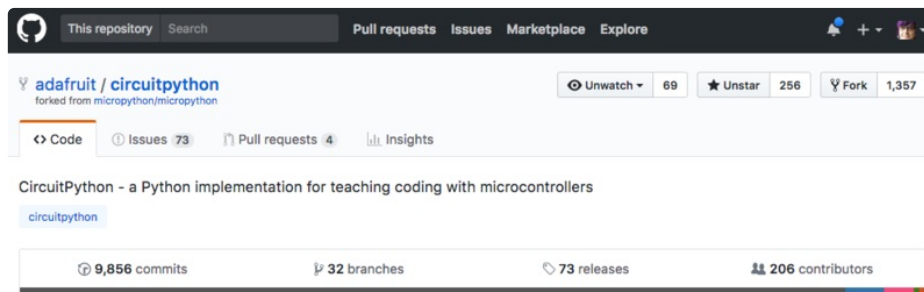 This repository Search Pull requests Issues Marketplace Explore
adafruit / circuitpython Unwatch 69 Unstar 256 Fork 1,357
forked from micropython/micropython
Code Issues 73 Pull requests 4 Insights
CircuitPython - a Python implementation for teaching coding with microcontrollers
circuitpython
9,856 commits 32 branches 73 releases 206 contributors